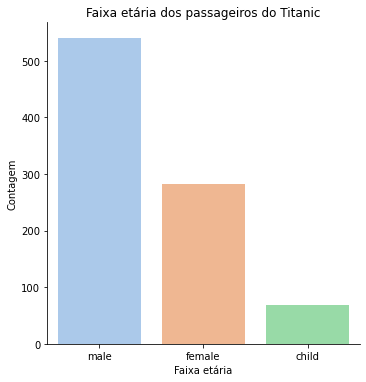 Faixa etária dos passageiros do Titanic
500
400
300
200
100
0
Contagem
male female child
Faixa etária